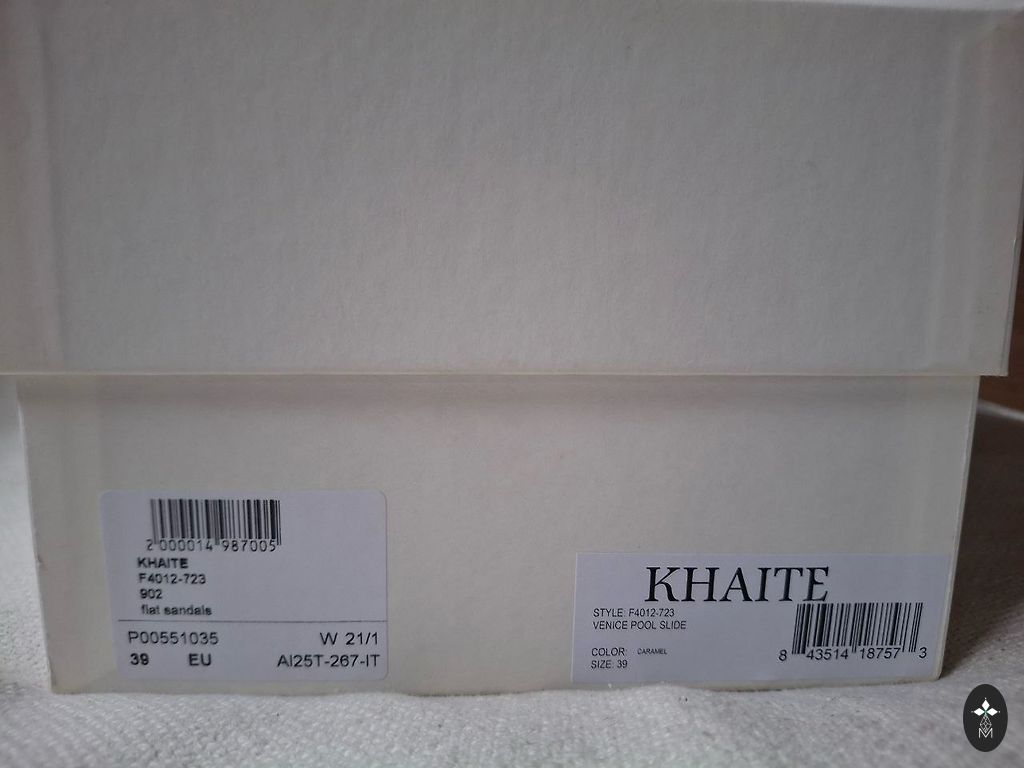 2 000014 987005
KHAITE
F4012-723
902
flat sandals
P00551035 W 21/1
39 EU AI25T-267-IT
KHAITE
STYLE: F4012-723
VENICE POOL SLIDE
COLOR: CARAMEL
SIZE: 39
8 43514 18757 3
M